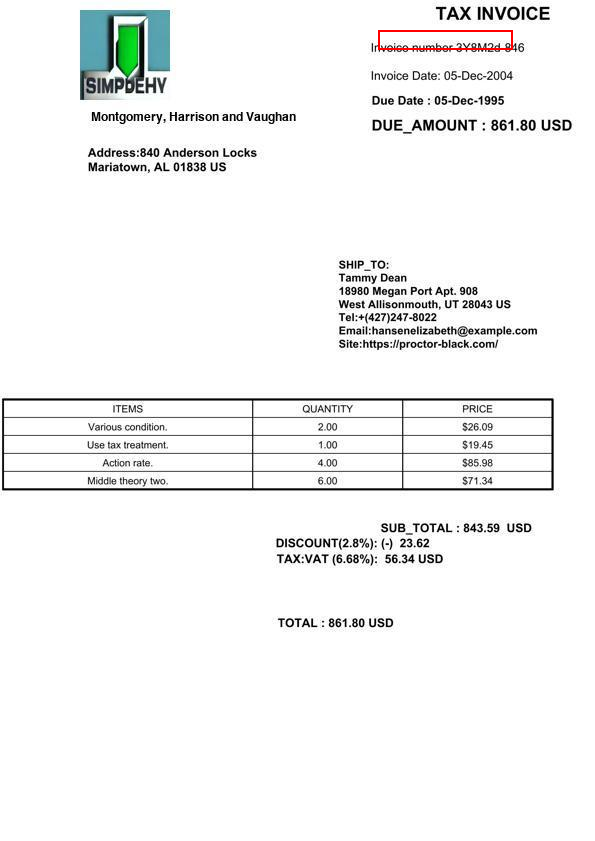 TAX INVOICE
Invoice number 3Y8M2d-846
Invoice Date: 05-Dec-2004
Due Date : 05-Dec-1995
DUE_AMOUNT : 861.80 USD
SIMPDEHY
Montgomery, Harrison and Vaughan
Address:840 Anderson Locks
Mariatown, AL 01838 US
SHIP_TO:
Tammy Dean
18980 Megan Port Apt. 908
West Allisonmouth, UT 28043 US
Tel:+(427)247-8022
Email:hansenelizabeth@example.com
Site:https://proctor-black.com/
ITEMS QUANTITY PRICE
Various condition. 2.00 $26.09
Use tax treatment. 1.00 $19.45
Action rate. 4.00 $85.98
Middle theory two. 6.00 $71.34
SUB_TOTAL : 843.59 USD
DISCOUNT(2.8%): (-) 23.62
TAX:VAT (6.68%): 56.34 USD
TOTAL : 861.80 USD